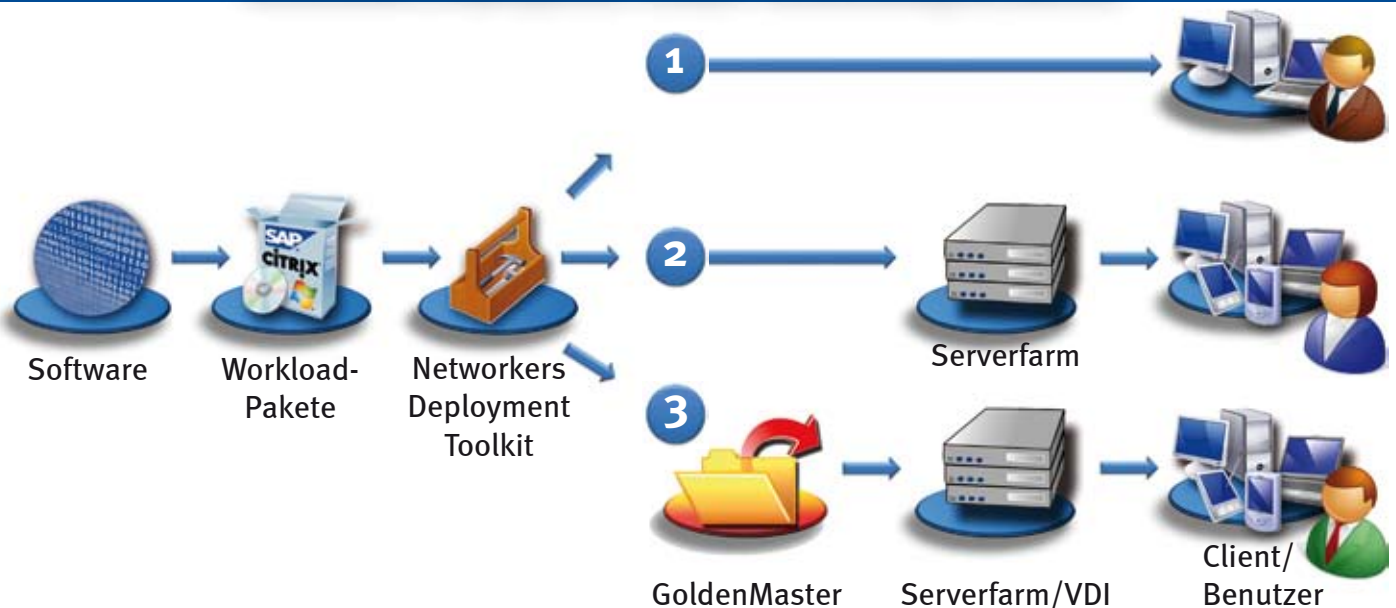 1
2
3
SAP
CITRIX
Software
Workload-
Pakete
Networkers
Deployment
Toolkit
Serverfarm
GoldenMaster
Serverfarm/VDI
Client/
Benutzer